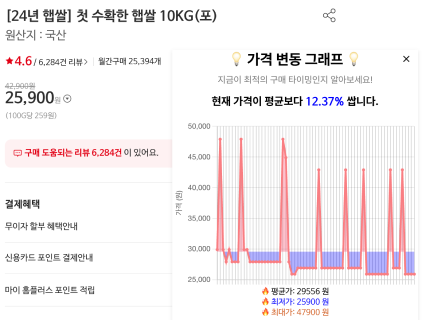 [24년 햅쌀] 첫 수확한 햅쌀 10KG(포)
원산지 : 국산
★4.6 / 6,284건 리뷰 > 월간구매 25,394개
42,900원
25,900원
(100G당 259원)
구매 도움되는 리뷰 6,284건 이 있어요.
결제혜택
무이자 할부 혜택안내
신용카드 포인트 결제안내
마이 홈플러스 포인트 적립
💡 가격 변동 그래프 💡
×
지금이 최적의 구매 타이밍인지 알아보세요!
현재 가격이 평균보다 12.37% 쌉니다.
가격 (원)
50,000
45,000
40,000
35,000
30,000
25,000
🔥 평균가: 29556 원
🔥 최저가: 25900 원
🔥 최대가: 47900 원